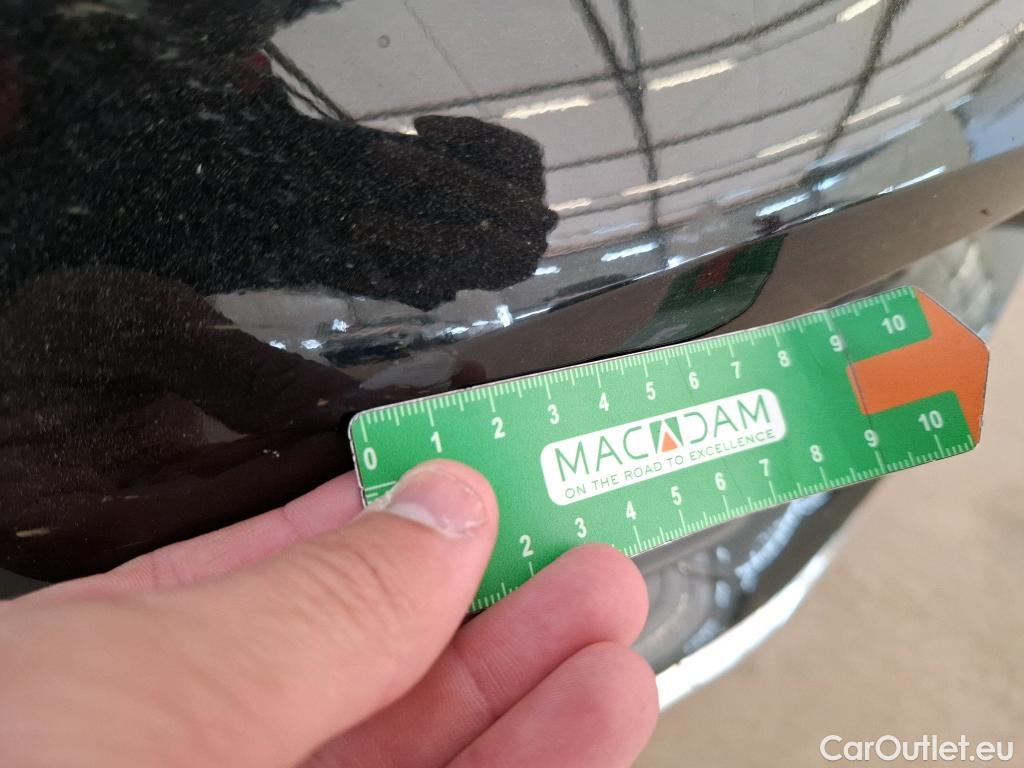 0 1 2 3 4 5 6 7 8 9 10
MACADAM
ON THE ROAD TO EXCELLENCE
2 3 4 5 6 7 8 9 10
CarOutlet.eu